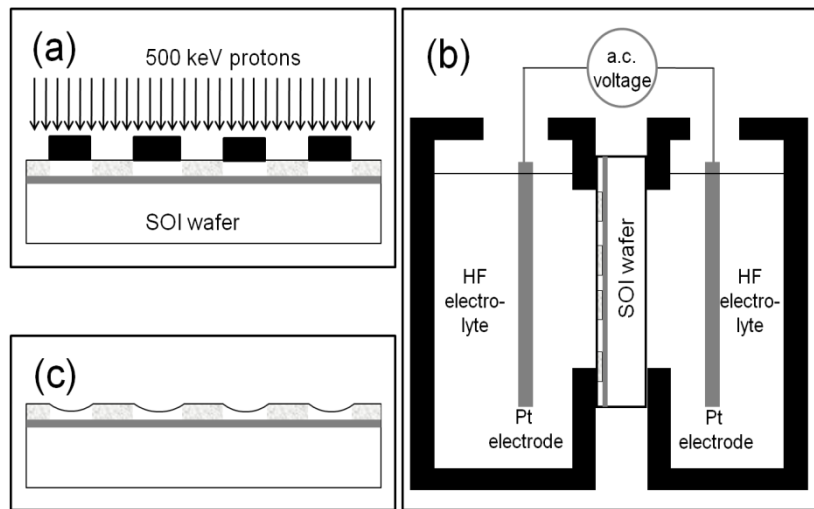 (a)
500 keV protons
SOI wafer
(b)
a.c.
voltage
HF
electro-
lyte
SOI wafer
HF
electro-
lyte
Pt
electrode
Pt
electrode
(c)